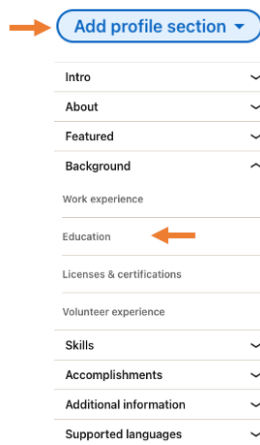 Add profile section
Intro
About
Featured
Background
Work experience
Education
Licenses & certifications
Volunteer experience
Skills
Accomplishments
Additional information
Supported languages